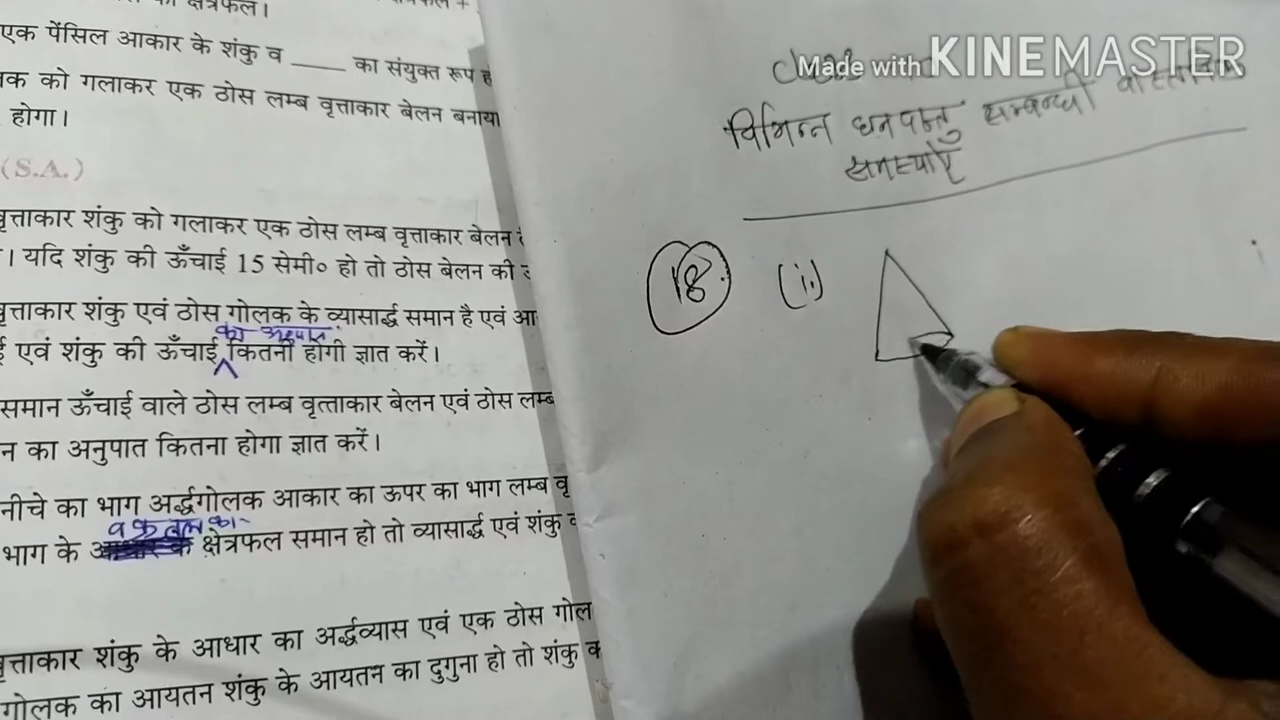 का क्षेत्रफल।
एक पेंसिल आकार के शंकु व ____ का संयुक्त रूप
को गलाकर एक ठोस लम्ब वृत्ताकार बेलन बनाया
होगा।
(S.A.)
वृत्ताकार शंकु को गलाकर एक ठोस लम्ब वृत्ताकार बेलन
। यदि शंकु की ऊँचाई 15 सेमी० हो तो ठोस बेलन की
वृत्ताकार शंकु एवं ठोस गोलक के व्यासार्द्ध समान है एवं
का अनुपात
एवं शंकु की ऊँचाई कितनी होगी ज्ञात करें।
समान ऊँचाई वाले ठोस लम्ब वृत्ताकार बेलन एवं ठोस लम्ब
न का अनुपात कितना होगा ज्ञात करें।
नीचे का भाग अर्द्धगोलक आकार का ऊपर का भाग लम्ब वृ
वक्रतल का
भाग के क्षेत्रफल समान हो तो व्यासार्द्ध एवं शंकु
वृत्ताकार शंकु के आधार का अर्द्धव्यास एवं एक ठोस गोल
गोलक का आयतन शंकु के आयतन का दुगुना हो तो शंकु
Made with KINEMASTER
विभिन्न घनवस्तु सम्बन्धी
समस्याएँ
18 (i)